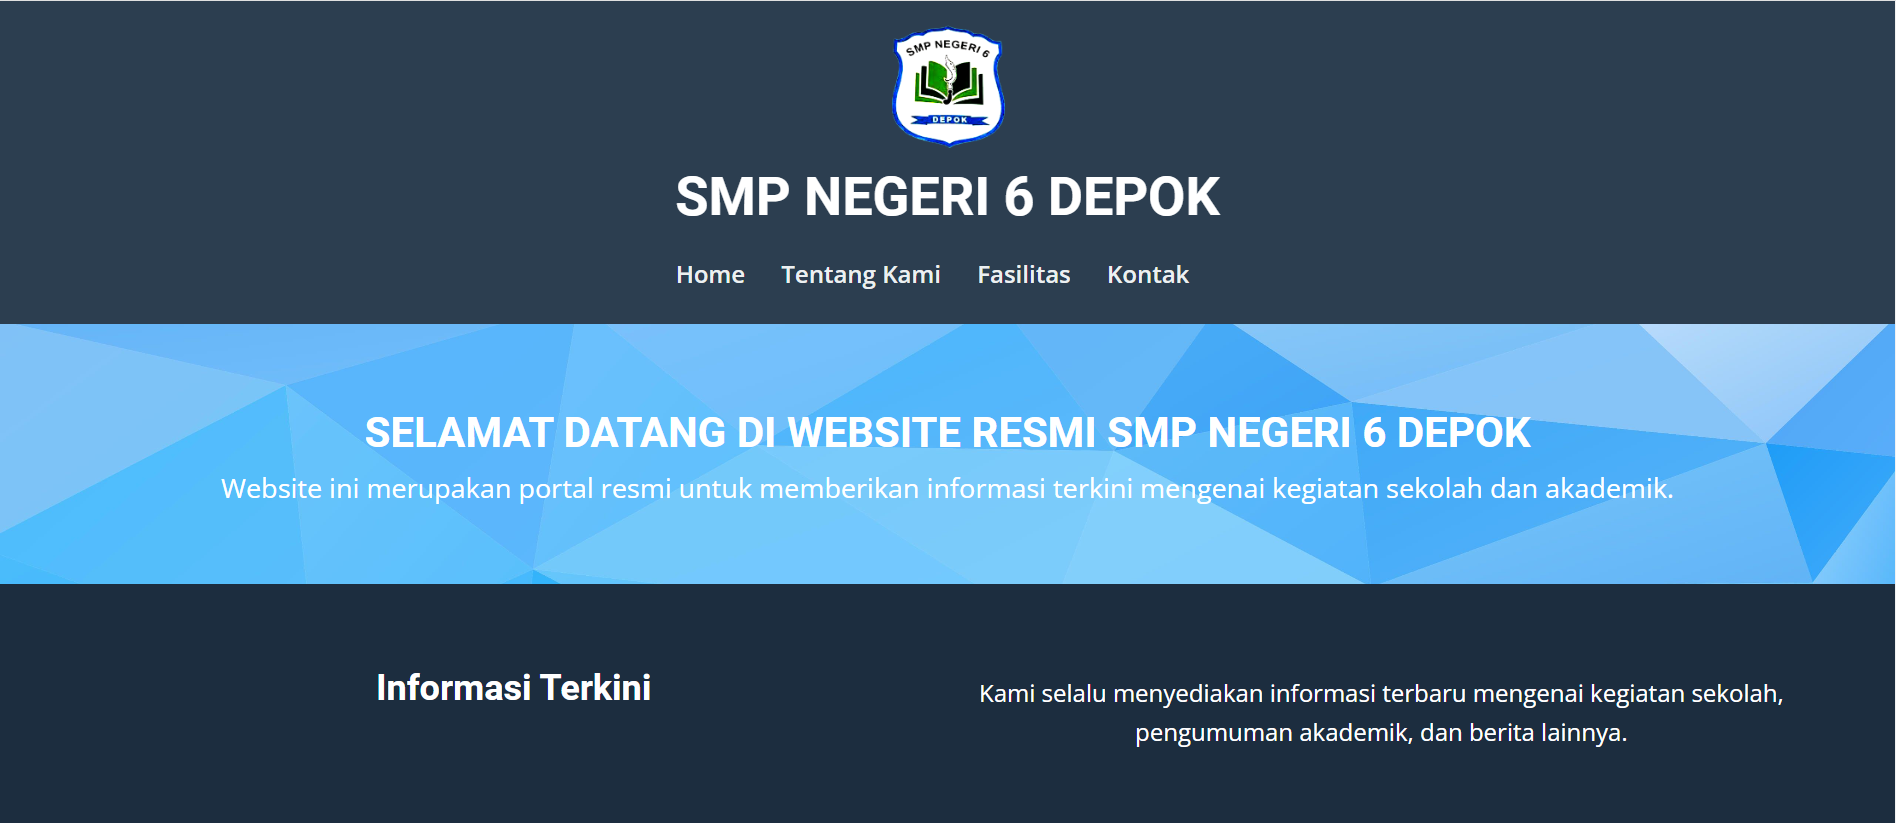 SMP NEGERI 6
DEPOK
SMP NEGERI 6 DEPOK
Home Tentang Kami Fasilitas Kontak
SELAMAT DATANG DI WEBSITE RESMI SMP NEGERI 6 DEPOK
Website ini merupakan portal resmi untuk memberikan informasi terkini mengenai kegiatan sekolah dan akademik.
Informasi Terkini
Kami selalu menyediakan informasi terbaru mengenai kegiatan sekolah,
pengumuman akademik, dan berita lainnya.